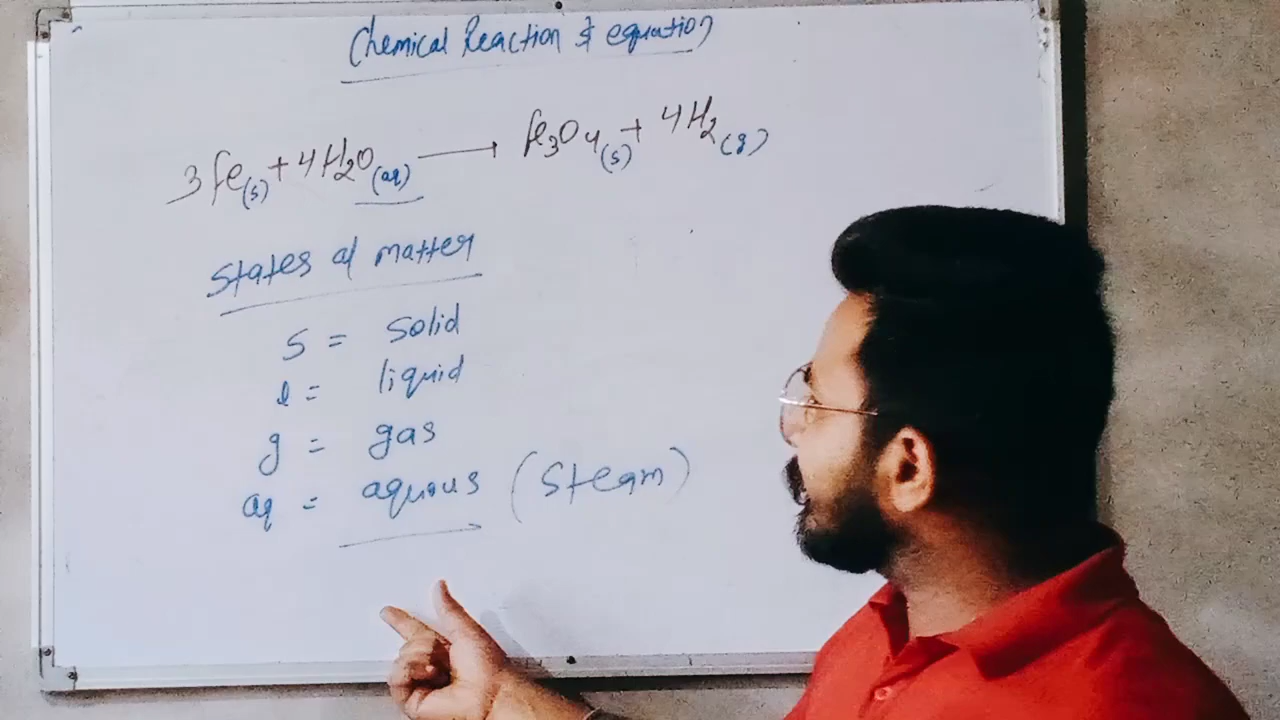 Chemical Reaction & equation
3Fe(s) + 4H2O(aq) → Fe3O4(s) + 4H2(g)
States of matter
s = Solid
l = liquid
g = gas
aq = aquous (Steam)